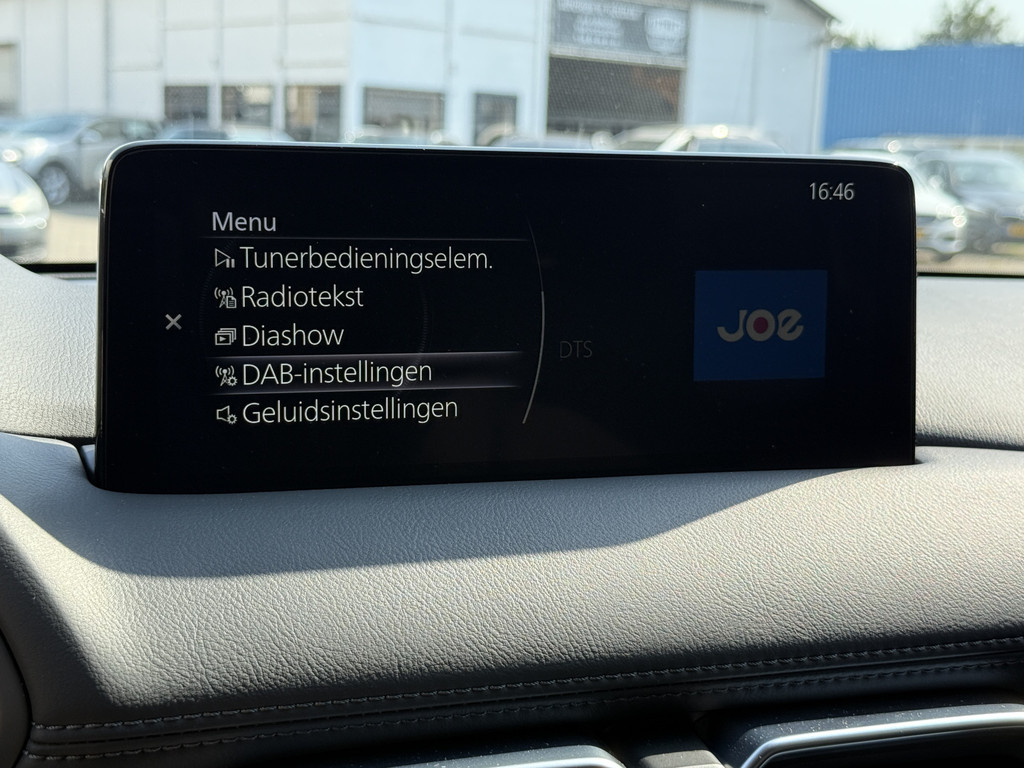 16:46
Menu
Tunerbedieningselem.
Radiotekst
Diashow
DAB-instellingen
Geluidsinstellingen
DTS
JOE